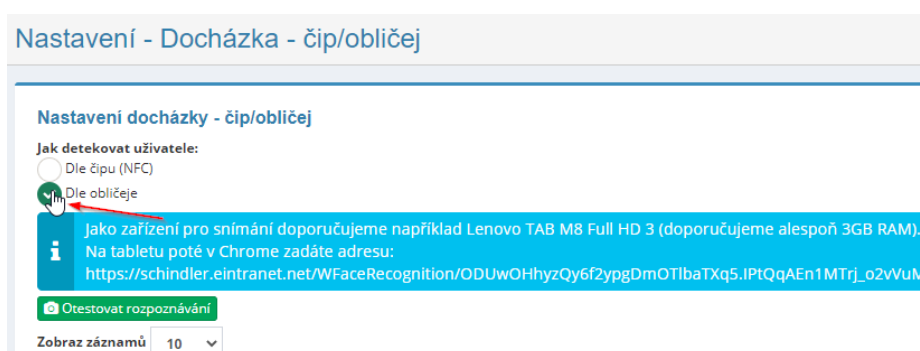 Nastavení - Docházka - čip/obličej
Nastavení docházky - čip/obličej
Jak detekovat uživatele:
Dle čipu (NFC)
Dle obličeje
Jako zařízení pro snímání doporučujeme například Lenovo TAB M8 Full HD 3 (doporučujeme alespoň 3GB RAM).
Na tabletu poté v Chrome zadáte adresu:
https://schindler.eintranet.net/WFaceRecognition/ODUwOHhyzQy6f2ypgDmOTlbaTXq5.IPtQqAEn1MTrj_o2vVuM
Otestovat rozpoznávání
Zobraz záznamů 10